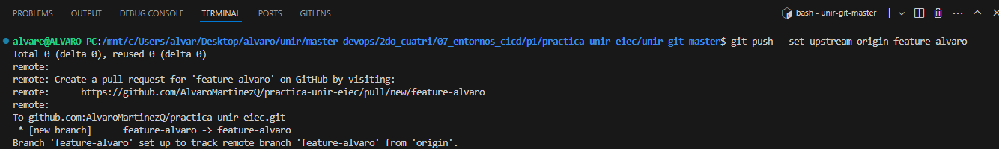 PROBLEMS OUTPUT DEBUG CONSOLE TERMINAL PORTS GITLENS bash - unir-git-master
alvaro@ALVARO-PC:/mnt/c/Users/alvar/Desktop/alvaro/unir/master-devops/2do_cuatri/07_entornos_cicd/p1/practica-unir-eiec/unir-git-master$ git push --set-upstream origin feature-alvaro
Total 0 (delta 0), reused 0 (delta 0)
remote:
remote: Create a pull request for 'feature-alvaro' on GitHub by visiting:
remote:      https://github.com/AlvaroMartinezQ/practica-unir-eiec/pull/new/feature-alvaro
remote:
To github.com:AlvaroMartinezQ/practica-unir-eiec.git
 * [new branch]      feature-alvaro -> feature-alvaro
Branch 'feature-alvaro' set up to track remote branch 'feature-alvaro' from 'origin'.